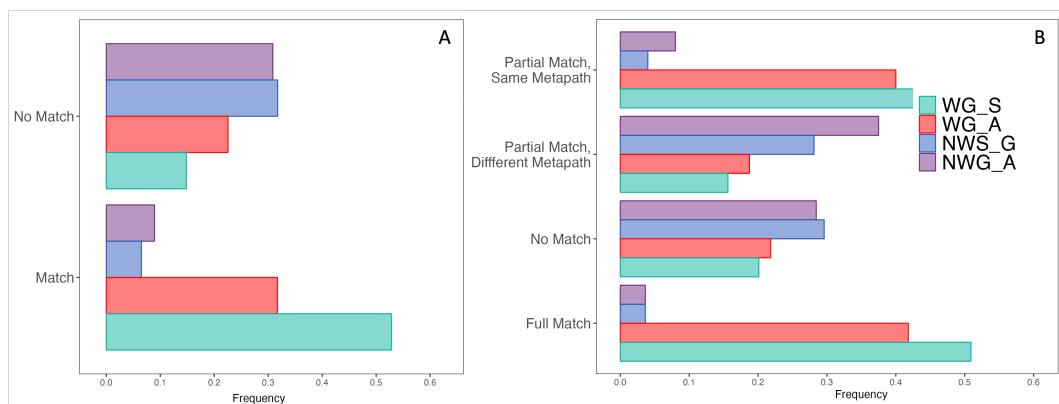 A
No Match
Match
0.0 0.1 0.2 0.3 0.4 0.5 0.6
Frequency
B
Partial Match,
Same Metapath
Partial Match,
Different Metapath
No Match
Full Match
0.0 0.1 0.2 0.3 0.4 0.5 0.6
Frequency
WG_S
WG_A
NWS_G
NWG_A